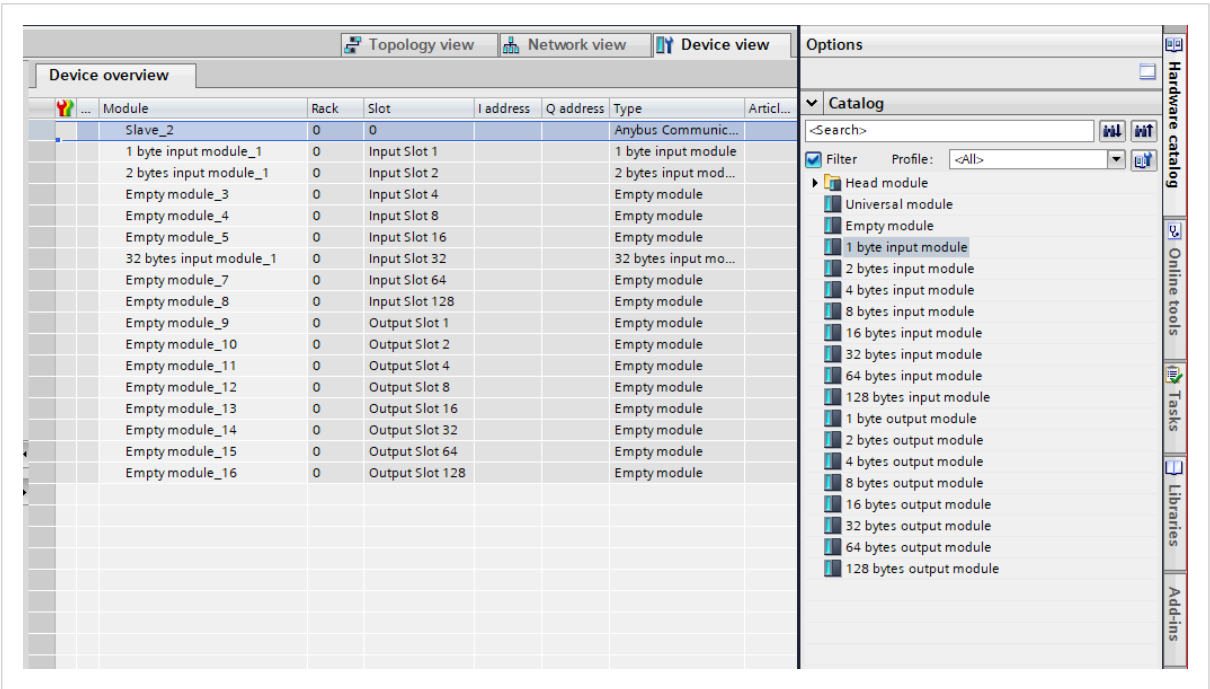 Topology view Network view Device view Options
Device overview
... Module Rack Slot I address Q address Type Articl...
Slave_2 0 0 Anybus Communic...
1 byte input module_1 0 Input Slot 1 1 byte input module
2 bytes input module_1 0 Input Slot 2 2 bytes input mod...
Empty module_3 0 Input Slot 4 Empty module
Empty module_4 0 Input Slot 8 Empty module
Empty module_5 0 Input Slot 16 Empty module
32 bytes input module_1 0 Input Slot 32 32 bytes input mo...
Empty module_7 0 Input Slot 64 Empty module
Empty module_8 0 Input Slot 128 Empty module
Empty module_9 0 Output Slot 1 Empty module
Empty module_10 0 Output Slot 2 Empty module
Empty module_11 0 Output Slot 4 Empty module
Empty module_12 0 Output Slot 8 Empty module
Empty module_13 0 Output Slot 16 Empty module
Empty module_14 0 Output Slot 32 Empty module
Empty module_15 0 Output Slot 64 Empty module
Empty module_16 0 Output Slot 128 Empty module
Catalog
<Search>
Filter Profile: <All>
Head module
Universal module
Empty module
1 byte input module
2 bytes input module
4 bytes input module
8 bytes input module
16 bytes input module
32 bytes input module
64 bytes input module
128 bytes input module
1 byte output module
2 bytes output module
4 bytes output module
8 bytes output module
16 bytes output module
32 bytes output module
64 bytes output module
128 bytes output module
Hardware catalog
Online tools
Tasks
Libraries
Add-ins